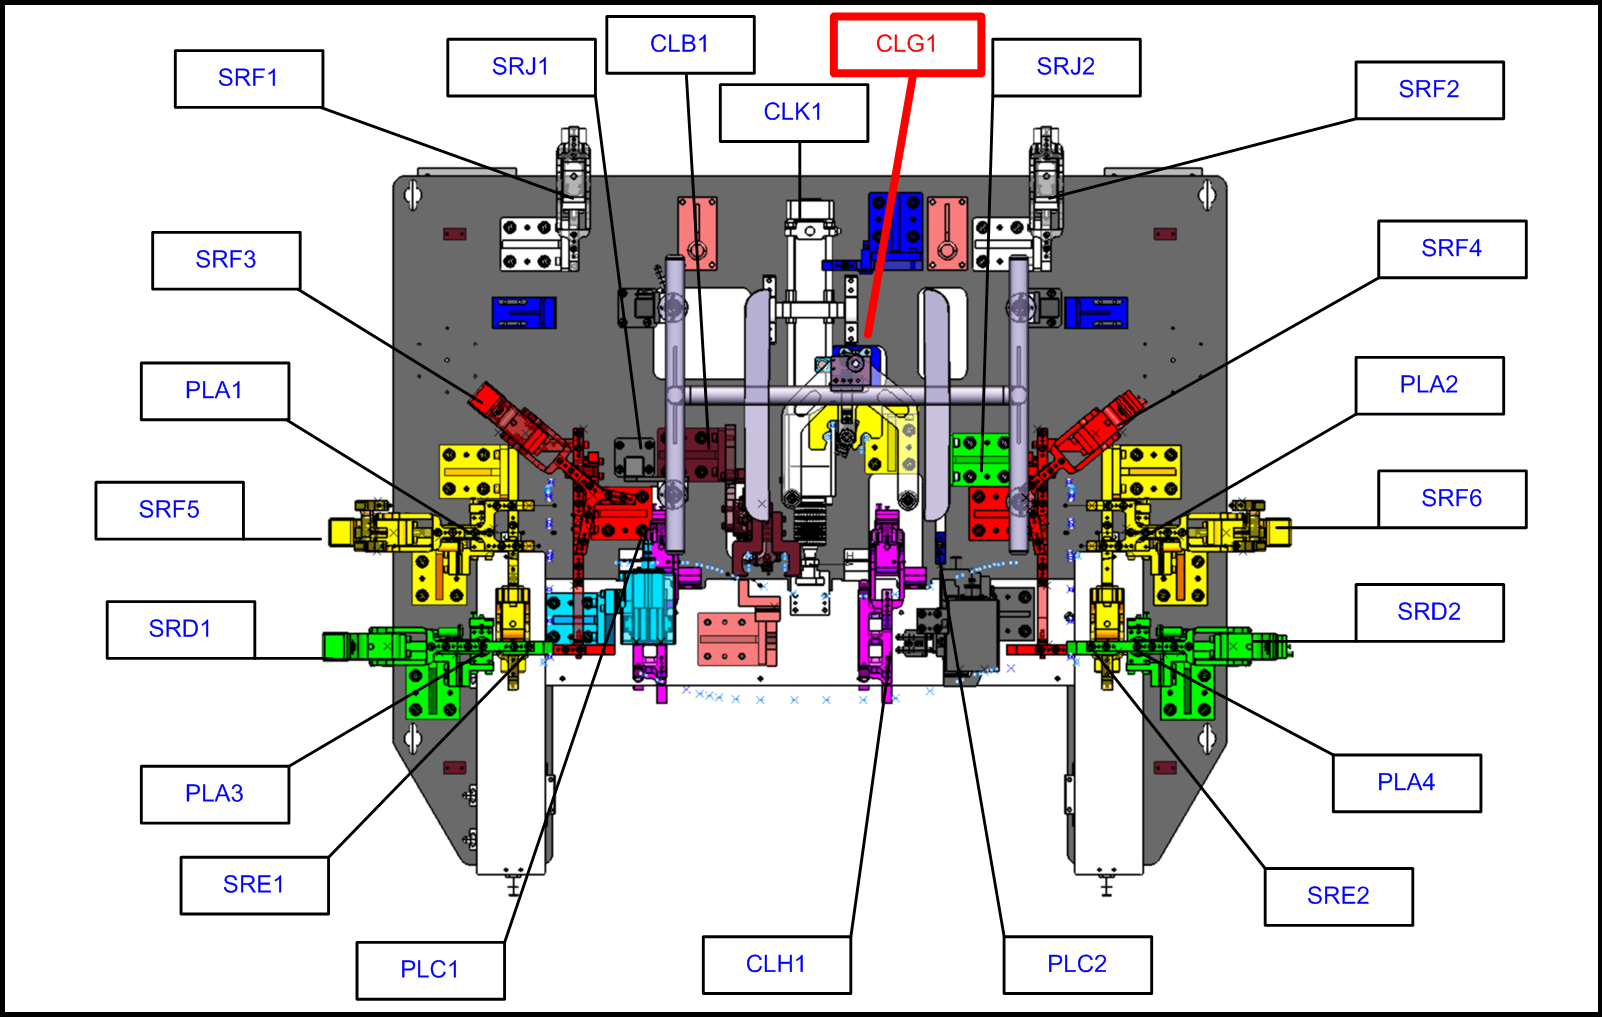 CLB1
CLG1
SRJ1
SRJ2
SRF1
SRF2
CLK1
SRF3
SRF4
PLA1
PLA2
SRF5
SRF6
SRD1
SRD2
PLA3
PLA4
SRE1
SRE2
PLC1
CLH1
PLC2